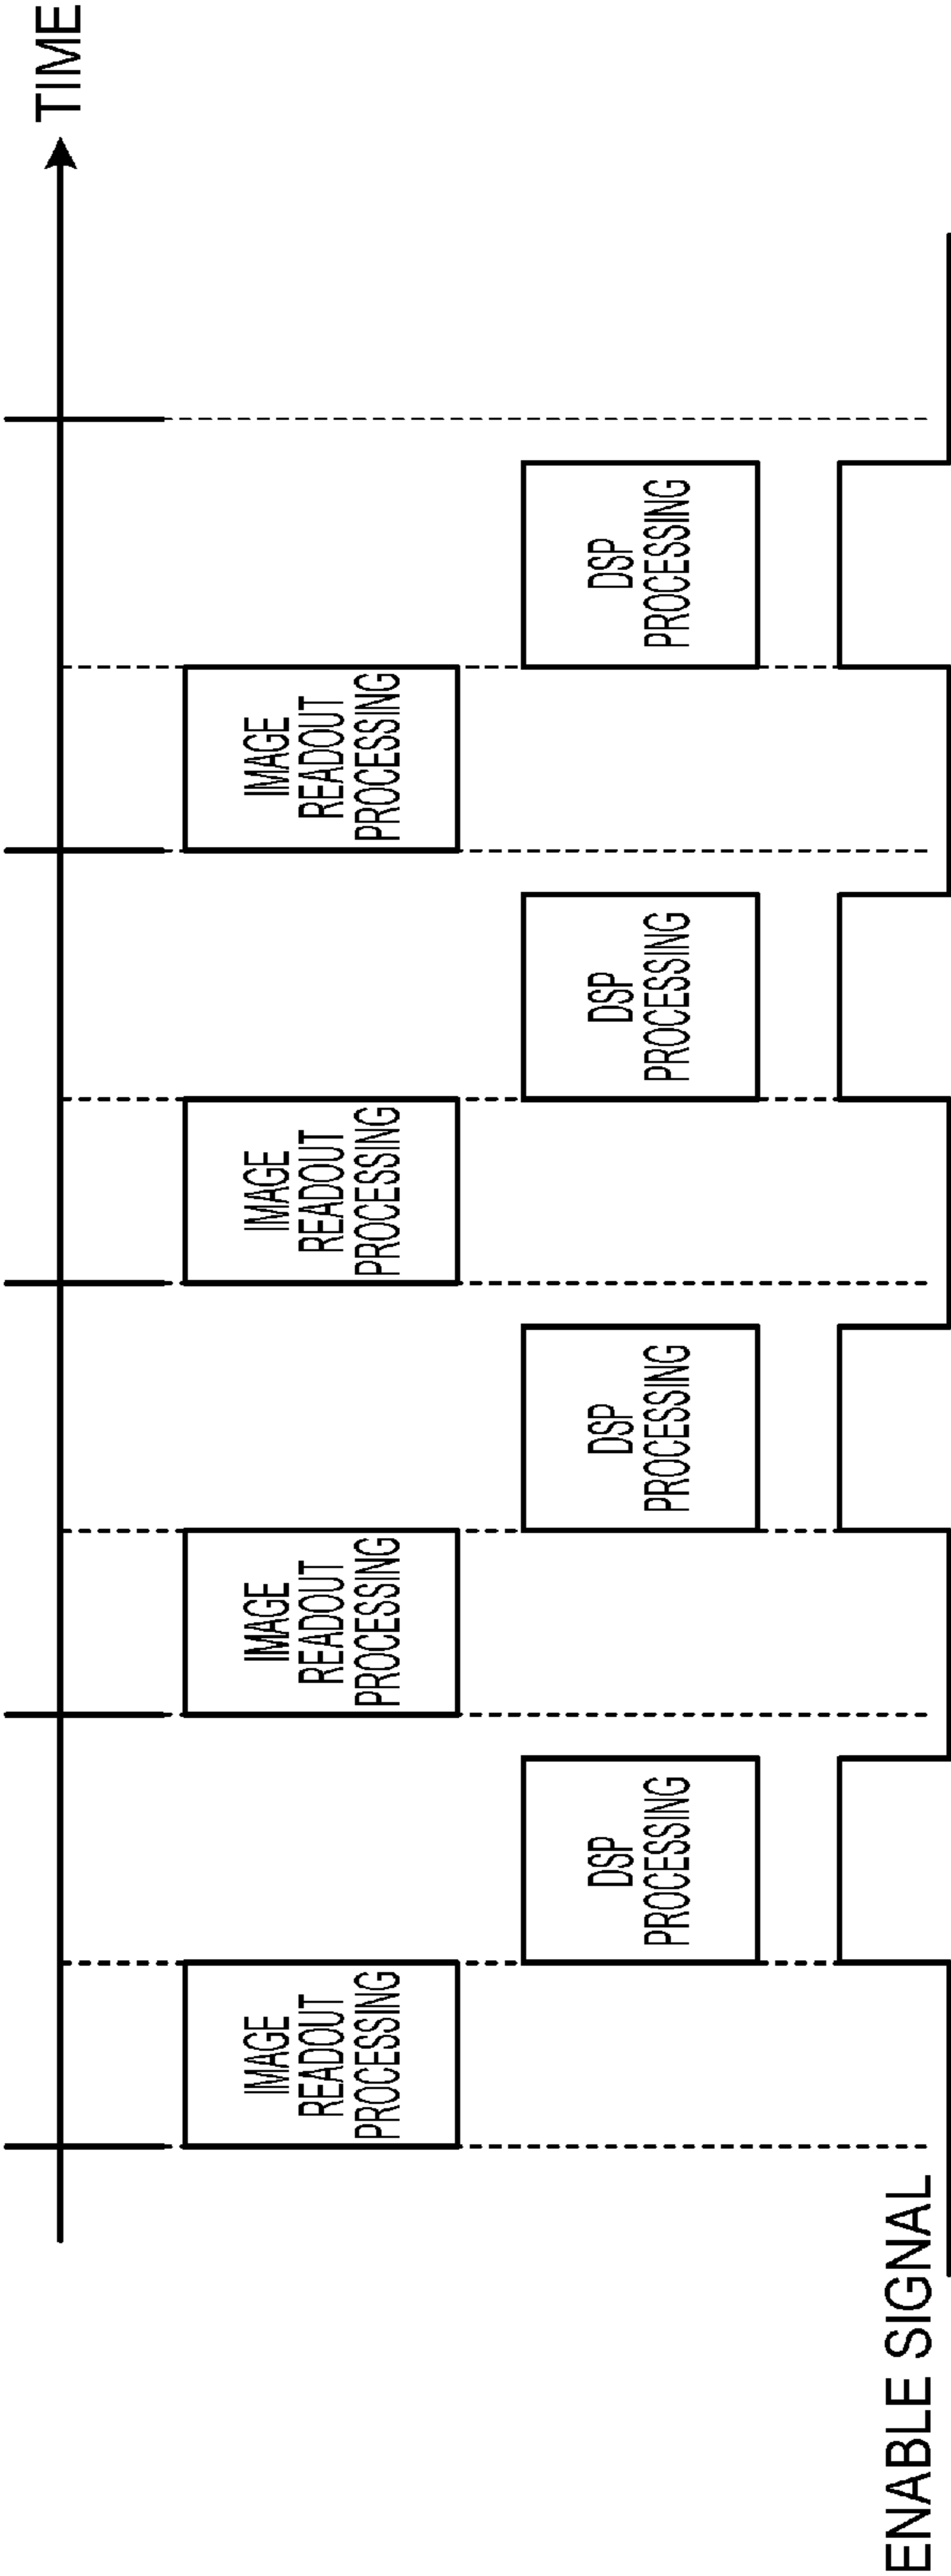 TIME
IMAGE
READOUT
PROCESSING
IMAGE
READOUT
PROCESSING
IMAGE
READOUT
PROCESSING
IMAGE
READOUT
PROCESSING
DSP
PROCESSING
DSP
PROCESSING
DSP
PROCESSING
DSP
PROCESSING
ENABLE SIGNAL